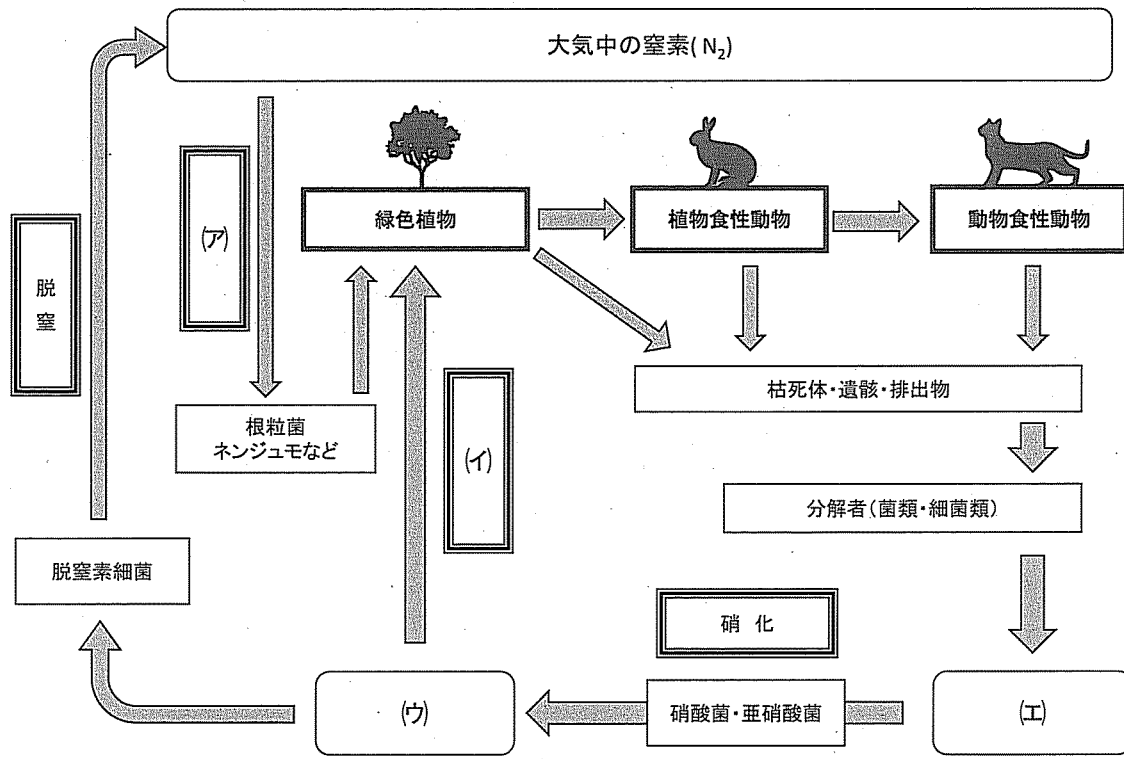 大気中の窒素(N₂)
緑色植物
植物食性動物
動物食性動物
(ア)
脱窒
枯死体・遺骸・排出物
根粒菌
ネンジュモなど
(イ)
分解者(菌類・細菌類)
脱窒素細菌
硝化
(ウ)
硝酸菌・亜硝酸菌
(エ)